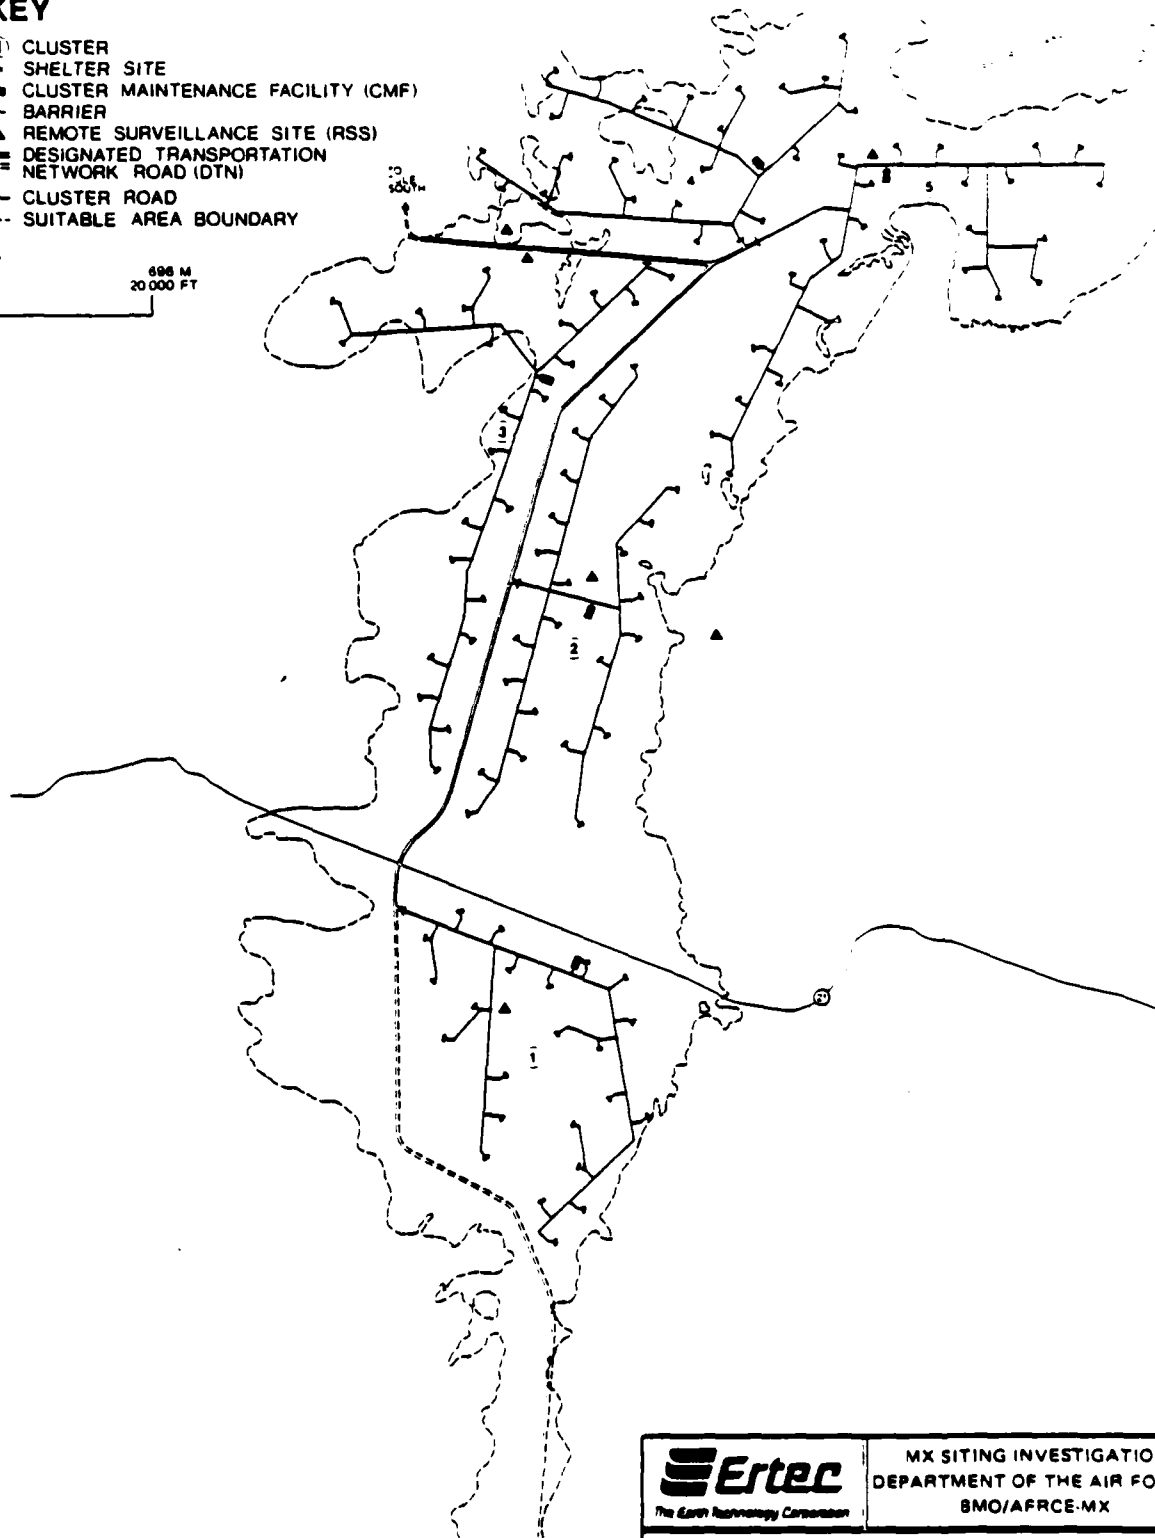 KEY
CLUSTER
SHELTER SITE
CLUSTER MAINTENANCE FACILITY (CMF)
BARRIER
REMOTE SURVEILLANCE SITE (RSS)
DESIGNATED TRANSPORTATION
NETWORK ROAD (DTN)
CLUSTER ROAD
SUITABLE AREA BOUNDARY
696 M
20 000 FT
SOUTH
4
5
3
2
1
Ertec
The Earth Technology Corporation
MX SITING INVESTIGATIO
DEPARTMENT OF THE AIR FO
BMO/AFRCE-MX